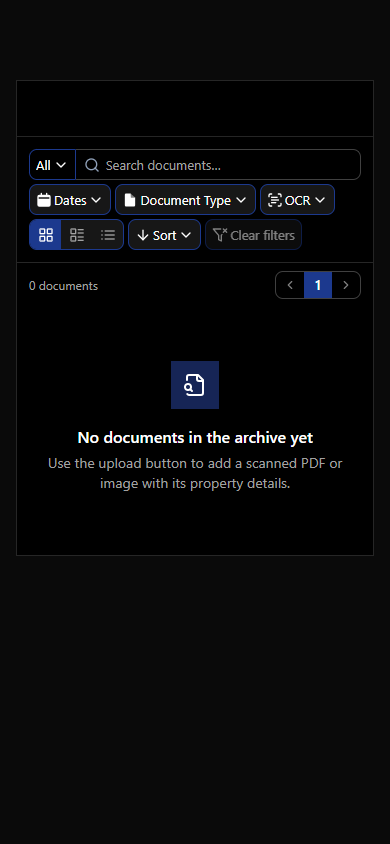 All
Search documents...
Dates
Document Type
OCR
Sort
Clear filters
0 documents
1
No documents in the archive yet
Use the upload button to add a scanned PDF or
image with its property details.